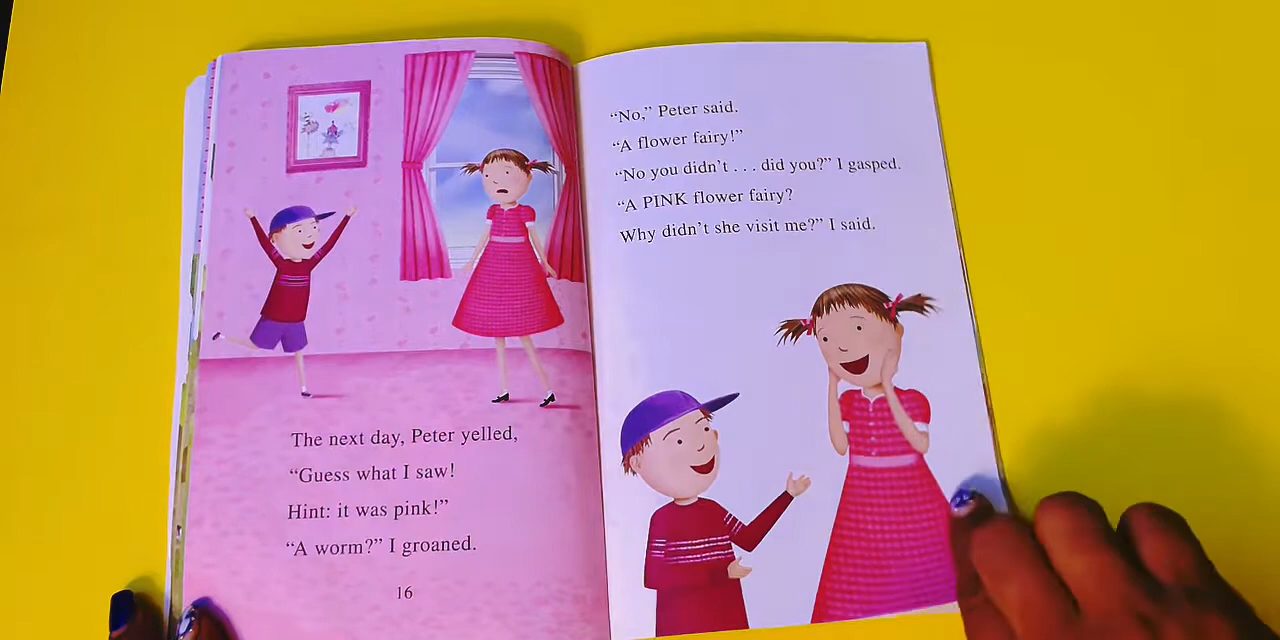 The next day, Peter yelled,
“Guess what I saw!
Hint: it was pink!”
“A worm?” I groaned.
16
“No,” Peter said.
“A flower fairy!”
“No you didn’t . . . did you?” I gasped.
“A PINK flower fairy?
Why didn’t she visit me?” I said.